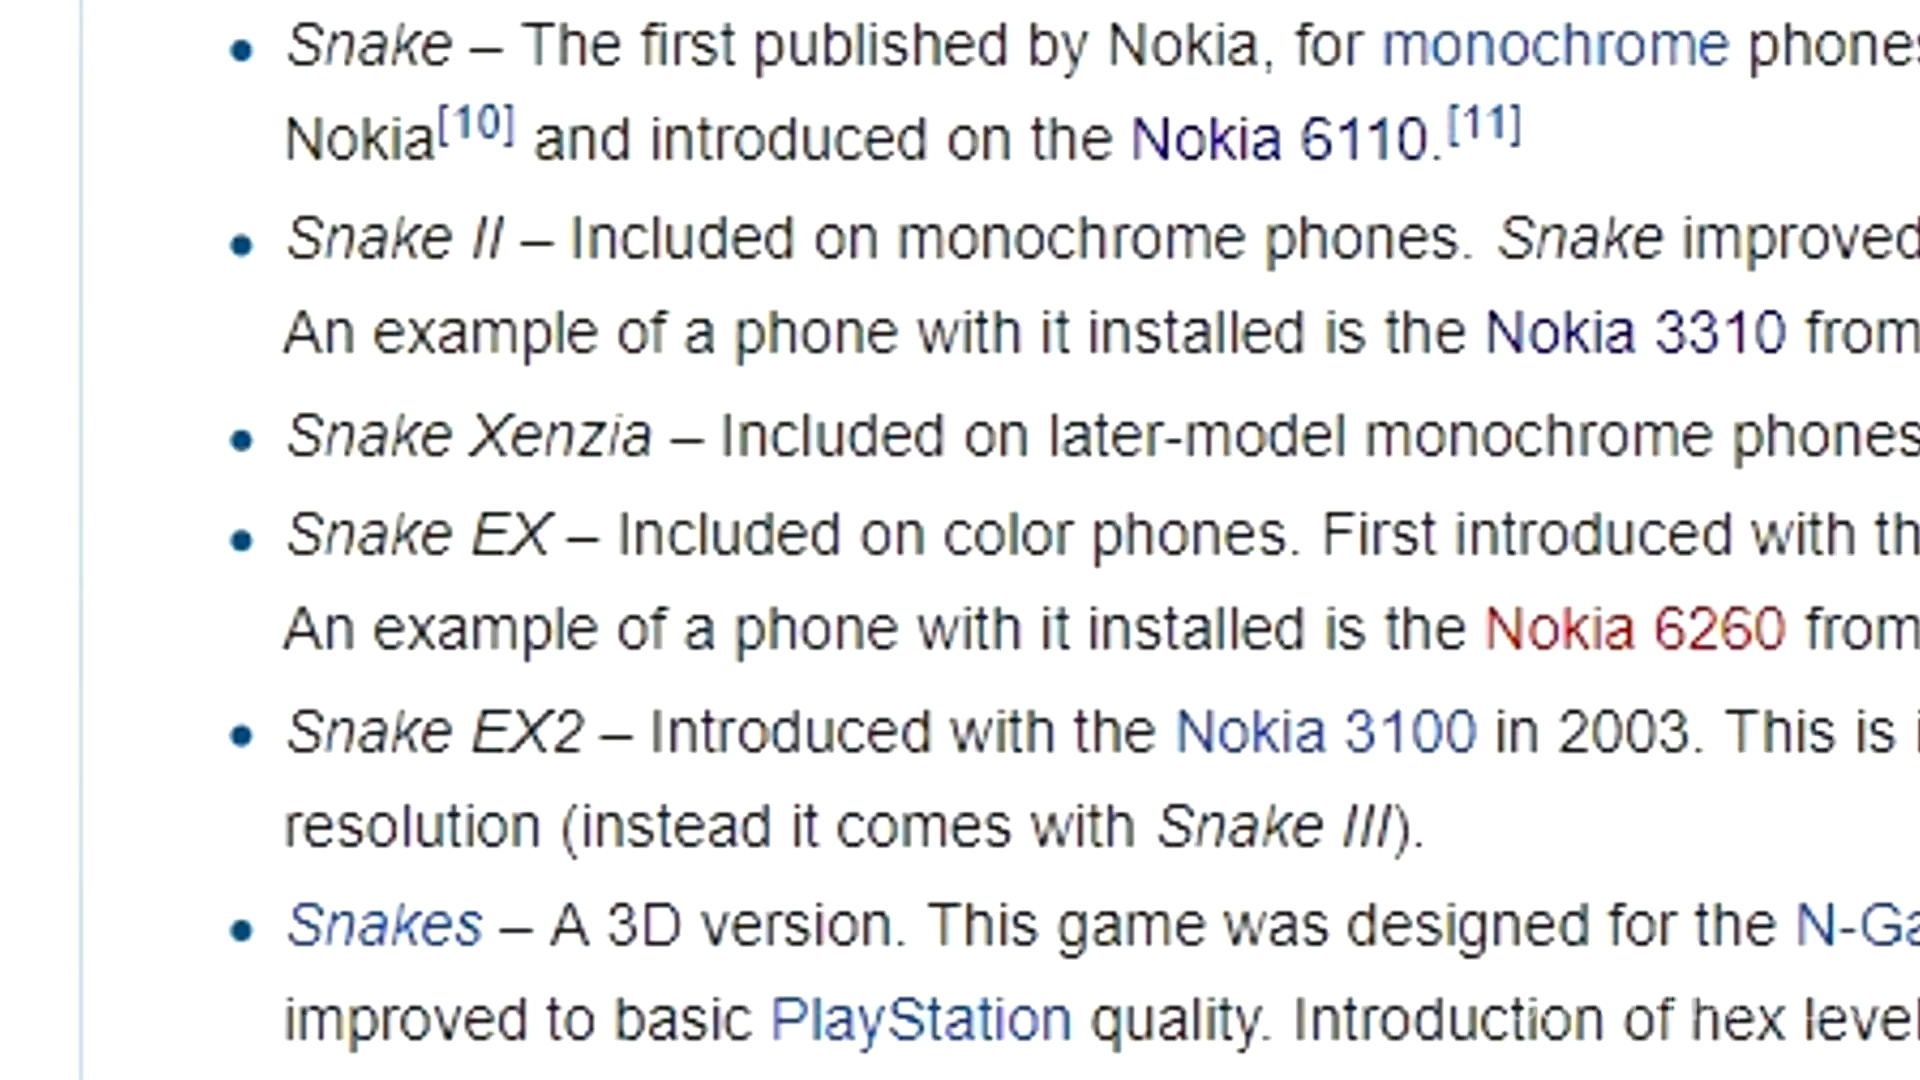 Snake – The first published by Nokia, for monochrome phones
Nokia[10] and introduced on the Nokia 6110.[11]
Snake II – Included on monochrome phones. Snake improved
An example of a phone with it installed is the Nokia 3310 from
Snake Xenzia – Included on later-model monochrome phones
Snake EX – Included on color phones. First introduced with
An example of a phone with it installed is the Nokia 6260 from
Snake EX2 – Introduced with the Nokia 3100 in 2003. This is
resolution (instead it comes with Snake III).
Snakes – A 3D version. This game was designed for the N-Ga
improved to basic PlayStation quality. Introduction of hex level